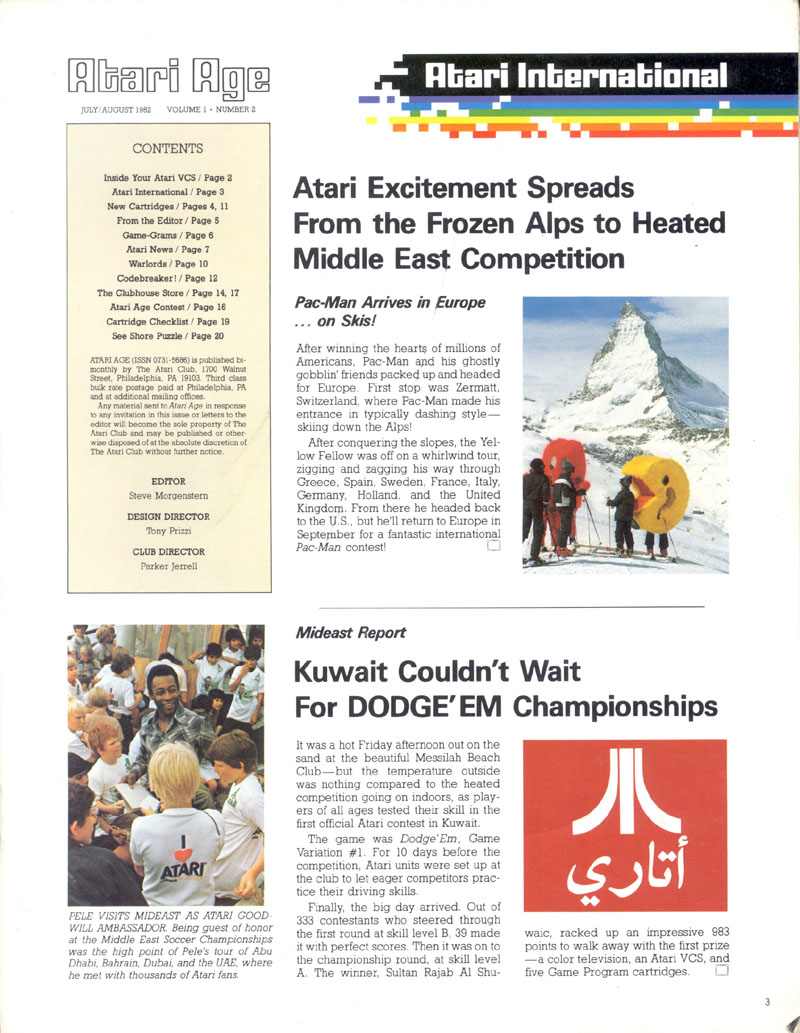 Atari Age
JULY/AUGUST 1982 VOLUME 1 • NUMBER 2
CONTENTS
Inside Your Atari VCS / Page 2
Atari International / Page 3
New Cartridges / Pages 4, 11
From the Editor / Page 5
Game-Grams / Page 6
Atari News / Page 7
Warlords / Page 10
Codebreaker! / Page 12
The Clubhouse Store / Page 14, 17
Atari Age Contest / Page 16
Cartridge Checklist / Page 19
See Shore Puzzle / Page 20
ATARI AGE (ISSN 0731-5686) is published bi-
monthly by The Atari Club, 1700 Walnut
Street, Philadelphia, PA 19103. Third class
bulk rate postage paid at Philadelphia, PA
and at additional mailing offices.
Any material sent to Atari Age in response
to any invitation in this issue or letters to the
editor will become the sole property of The
Atari Club and may be published or other-
wise disposed of at the absolute discretion of
The Atari Club without further notice.
EDITOR
Steve Morgenstern
DESIGN DIRECTOR
Tony Prizzi
CLUB DIRECTOR
Parker Jerrell
Atari International
Atari Excitement Spreads
From the Frozen Alps to Heated
Middle East Competition
Pac-Man Arrives in Europe
... on Skis!
After winning the hearts of millions of
Americans, Pac-Man and his ghostly
gobblin' friends packed up and headed
for Europe. First stop was Zermatt,
Switzerland, where Pac-Man made his
entrance in typically dashing style—
skiing down the Alps!
After conquering the slopes, the Yel-
low Fellow was off on a whirlwind tour,
zigging and zagging his way through
Greece, Spain, Sweden, France, Italy,
Germany, Holland, and the United
Kingdom. From there he headed back
to the U.S., but he'll return to Europe in
September for a fantastic international
Pac-Man contest!
I
ATARI
PELE VISITS MIDEAST AS ATARI GOOD-
WILL AMBASSADOR. Being guest of honor
at the Middle East Soccer Championships
was the high point of Pele's tour of Abu
Dhabi, Bahrain, Dubai, and the UAE, where
he met with thousands of Atari fans.
Mideast Report
Kuwait Couldn't Wait
For DODGE'EM Championships
It was a hot Friday afternoon out on the
sand at the beautiful Messilah Beach
Club—but the temperature outside
was nothing compared to the heated
competition going on indoors, as play-
ers of all ages tested their skill in the
first official Atari contest in Kuwait.
The game was Dodge'Em, Game
Variation #1. For 10 days before the
competition, Atari units were set up at
the club to let eager competitors prac-
tice their driving skills.
Finally, the big day arrived. Out of
333 contestants who steered through
the first round at skill level B, 39 made
it with perfect scores. Then it was on to
the championship round, at skill level
A. The winner, Sultan Rajab Al Shu-
أتاري
waic, racked up an impressive 983
points to walk away with the first prize
—a color television, an Atari VCS, and
five Game Program cartridges.
3